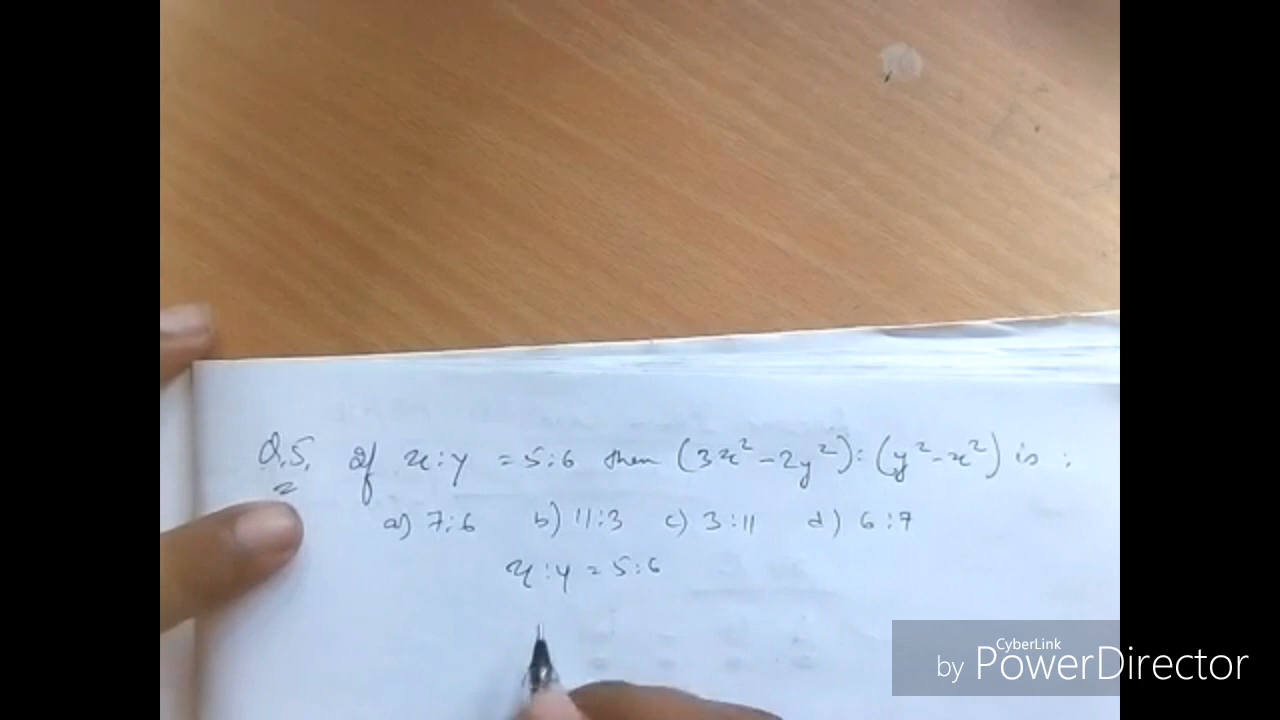 Q.5. If x:y = 5:6 then (3x² - 2y²) : (y² - x²) is :
a) 7:6 b) 11:3 c) 3:11 d) 6:7
x:y = 5:6
CyberLink
by PowerDirector